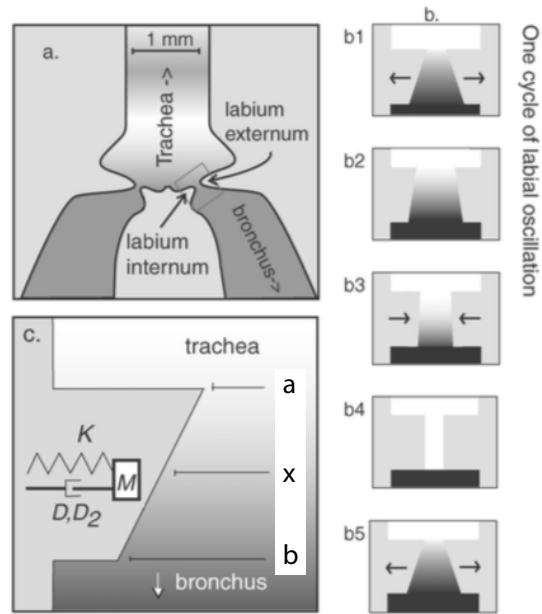 a.
1 mm
Trachea ->
labium
externum
labium
internum
bronchus->
b.
b1
b2
b3
b4
b5
One cycle of labial oscillation
c.
trachea
a
K
M
x
D,D2
b
bronchus